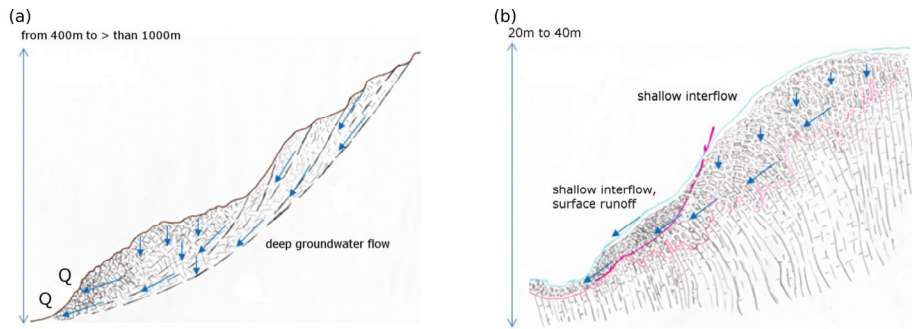 (a)
from 400m to > than 1000m
deep groundwater flow
Q
Q
(b)
20m to 40m
shallow interflow
shallow interflow,
surface runoff